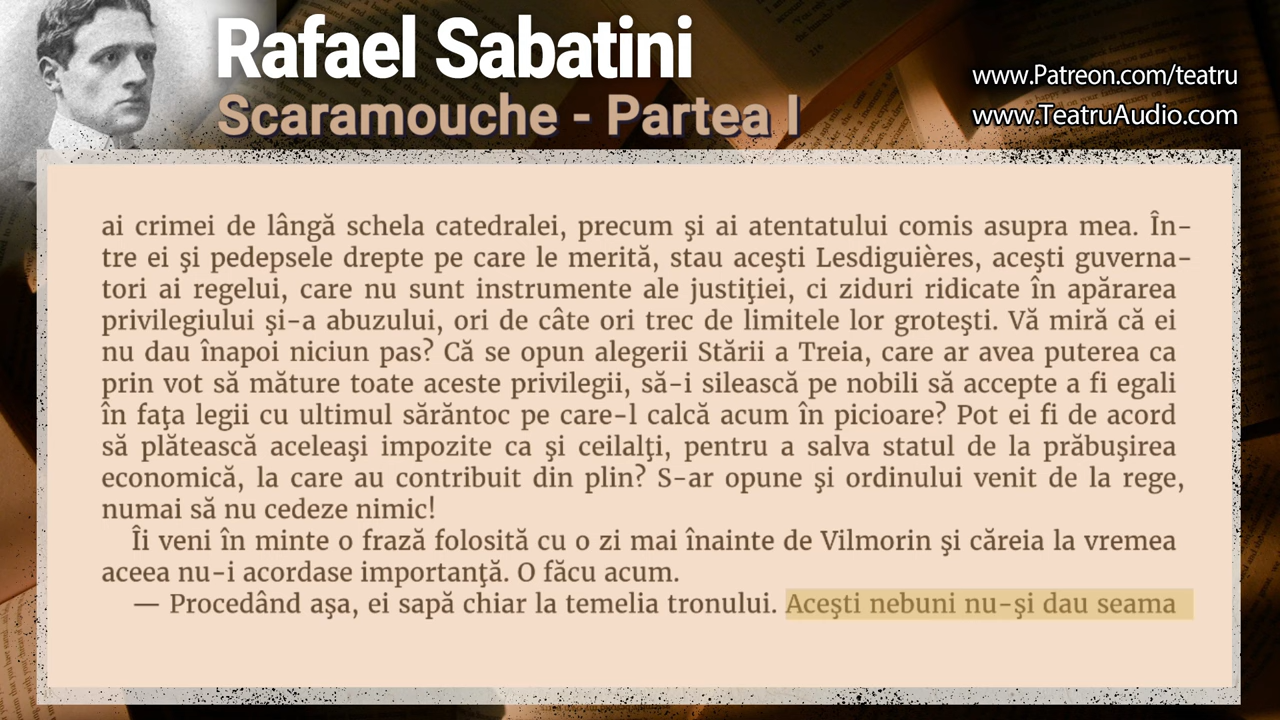 Rafael Sabatini
Scaramouche - Partea I
www.Patreon.com/teatru
www.TeatruAudio.com
ai crimei de lângă schela catedralei, precum şi ai atentatului comis asupra mea. În-
tre ei şi pedepsele drepte pe care le merită, stau aceşti Lesdiguières, aceşti guverna-
tori ai regelui, care nu sunt instrumente ale justiţiei, ci ziduri ridicate în apărarea
privilegiului şi-a abuzului, ori de câte ori trec de limitele lor groteşti. Vă miră că ei
nu dau înapoi niciun pas? Că se opun alegerii Stării a Treia, care ar avea puterea ca
prin vot să măture toate aceste privilegii, să-i silească pe nobili să accepte a fi egali
în faţa legii cu ultimul sărăntoc pe care-l calcă acum în picioare? Pot ei fi de acord
să plătească aceleaşi impozite ca şi ceilalţi, pentru a salva statul de la prăbuşirea
economică, la care au contribuit din plin? S-ar opune şi ordinului venit de la rege,
numai să nu cedeze nimic!
Îi veni în minte o frază folosită cu o zi mai înainte de Vilmorin şi căreia la vremea
aceea nu-i acordase importanţă. O făcu acum.
— Procedând aşa, ei sapă chiar la temelia tronului. Aceşti nebuni nu-şi dau seama